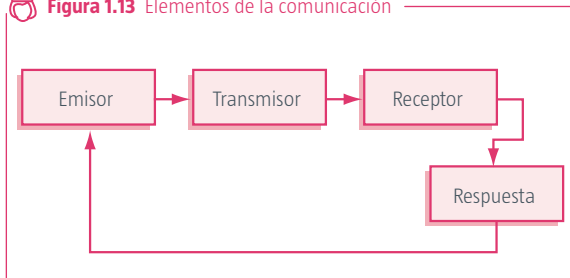 Figura 1.13 Elementos de la comunicación
Emisor
Transmisor
Receptor
Respuesta